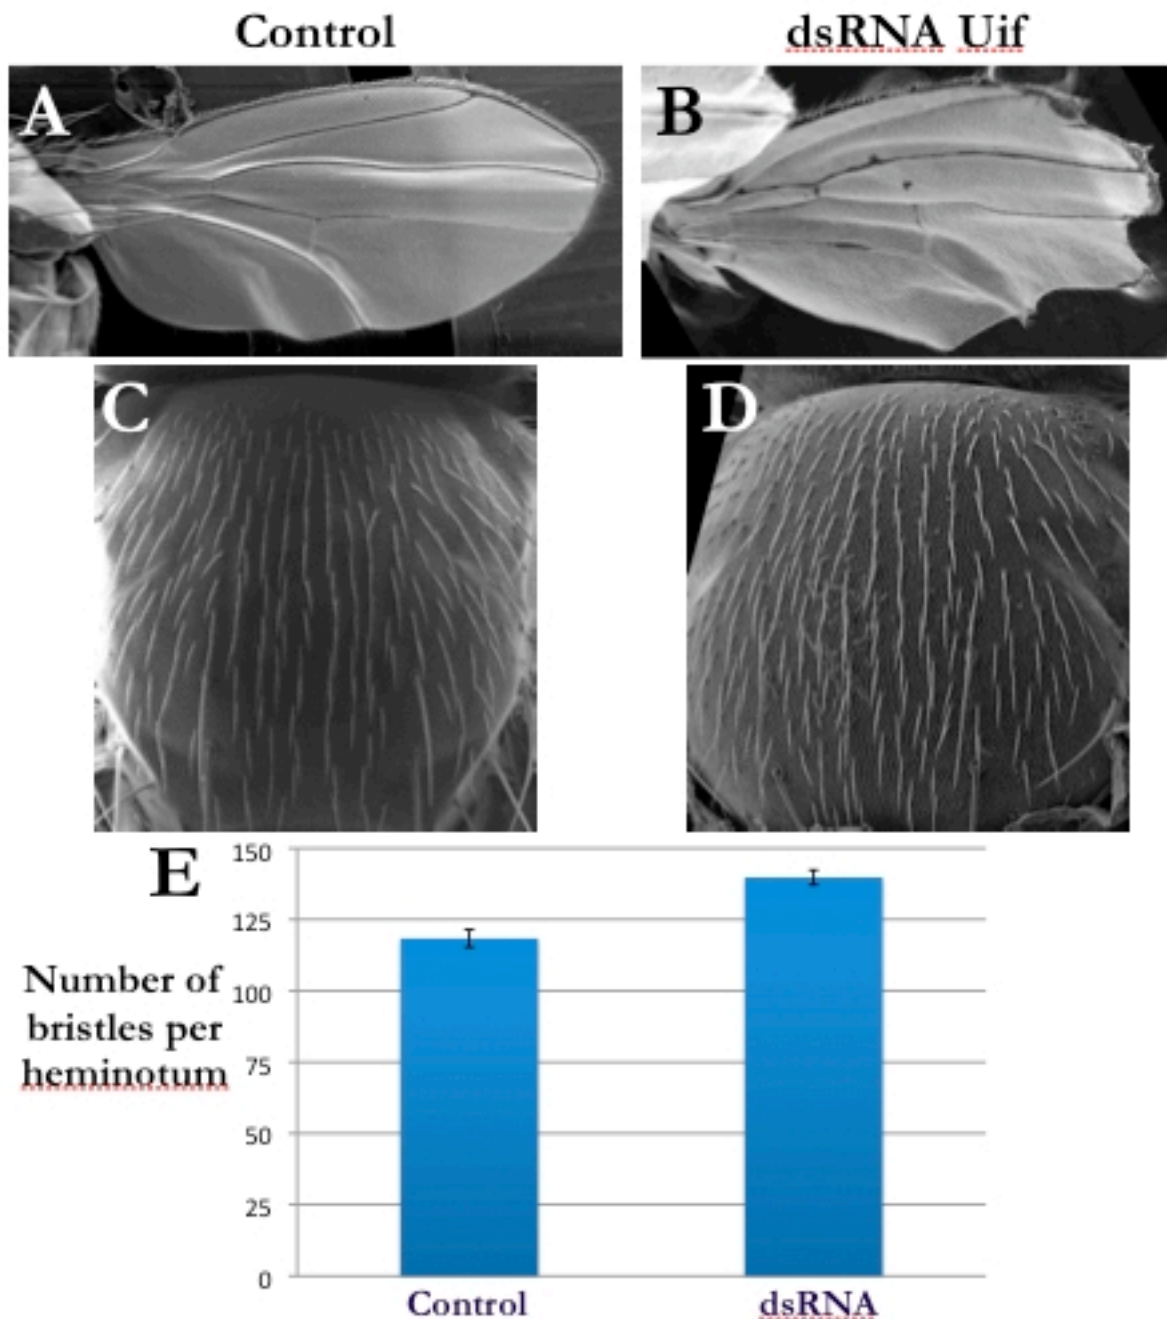 Control
dsRNA Uif
A
B
C
D
E
150
125
100
75
50
25
0
Number of
bristles per
heminotum
Control
dsRNA